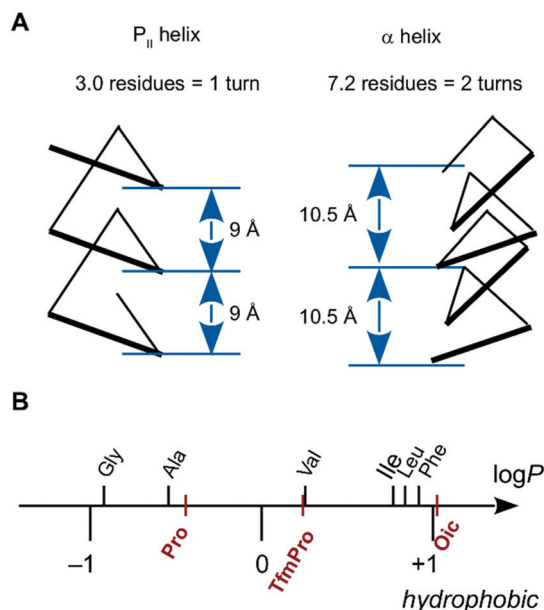 A
P_II helix
α helix
3.0 residues = 1 turn
7.2 residues = 2 turns
9 Å
10.5 Å
9 Å
10.5 Å
B
Gly
Ala
Val
Ile
Leu
Phe
logP
Pro
TfmPro
Oic
–1
0
+1
hydrophobic